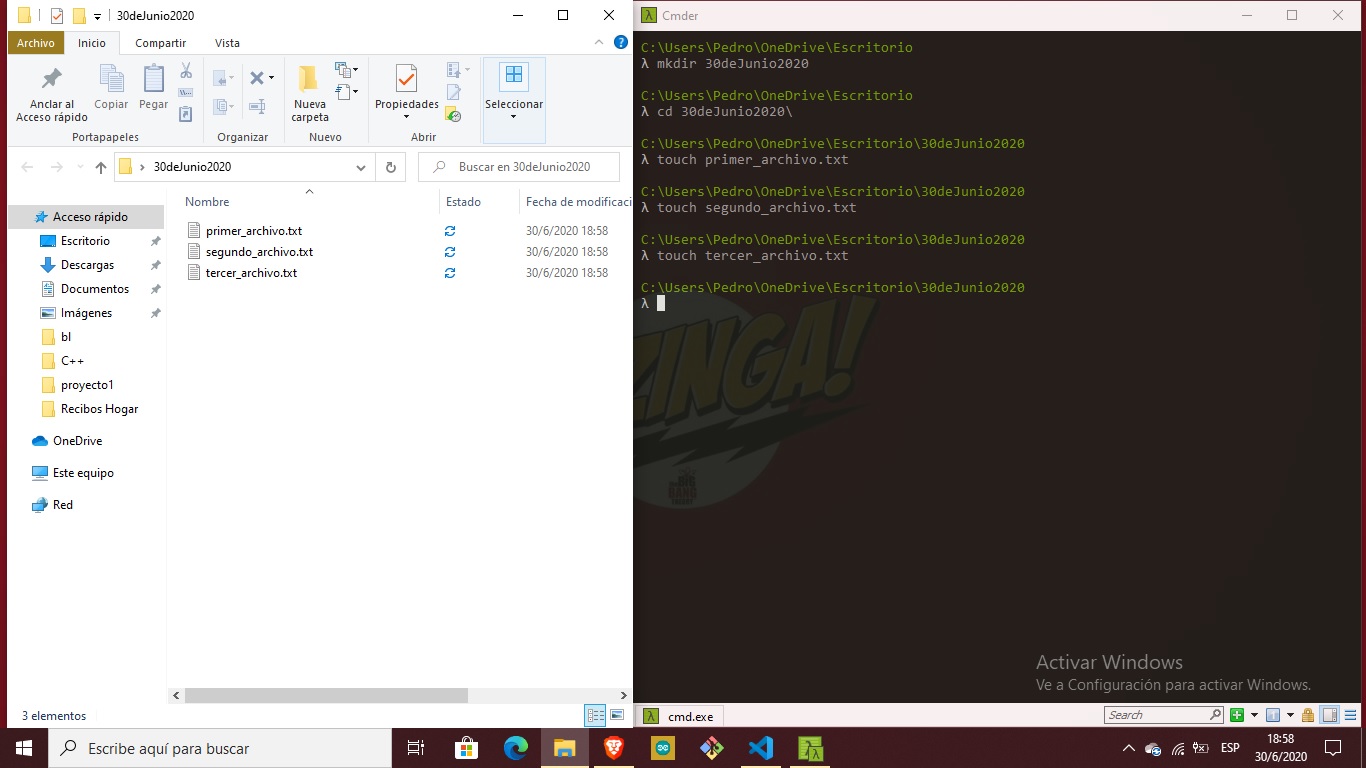 30deJunio2020
Archivo
Inicio
Compartir
Vista
Anclar al
Acceso rápido
Copiar
Pegar
Portapapeles
Organizar
Nueva
carpeta
Nuevo
Propiedades
Abrir
Seleccionar
30deJunio2020
Buscar en 30deJunio2020
Nombre
Estado
Fecha de modificaci
Acceso rápido
Escritorio
Descargas
Documentos
Imágenes
bl
C++
proyecto1
Recibos Hogar
OneDrive
Este equipo
Red
primer_archivo.txt
30/6/2020 18:58
segundo_archivo.txt
30/6/2020 18:58
tercer_archivo.txt
30/6/2020 18:58
3 elementos
Cmder
C:\Users\Pedro\OneDrive\Escritorio
λ mkdir 30deJunio2020
C:\Users\Pedro\OneDrive\Escritorio
λ cd 30deJunio2020\
C:\Users\Pedro\OneDrive\Escritorio\30deJunio2020
λ touch primer_archivo.txt
C:\Users\Pedro\OneDrive\Escritorio\30deJunio2020
λ touch segundo_archivo.txt
C:\Users\Pedro\OneDrive\Escritorio\30deJunio2020
λ touch tercer_archivo.txt
C:\Users\Pedro\OneDrive\Escritorio\30deJunio2020
λ
ZINGA!
THE BIG
BANG
THEORY
Activar Windows
Ve a Configuración para activar Windows.
cmd.exe
Search
Escribe aquí para buscar
ESP
18:58
30/6/2020